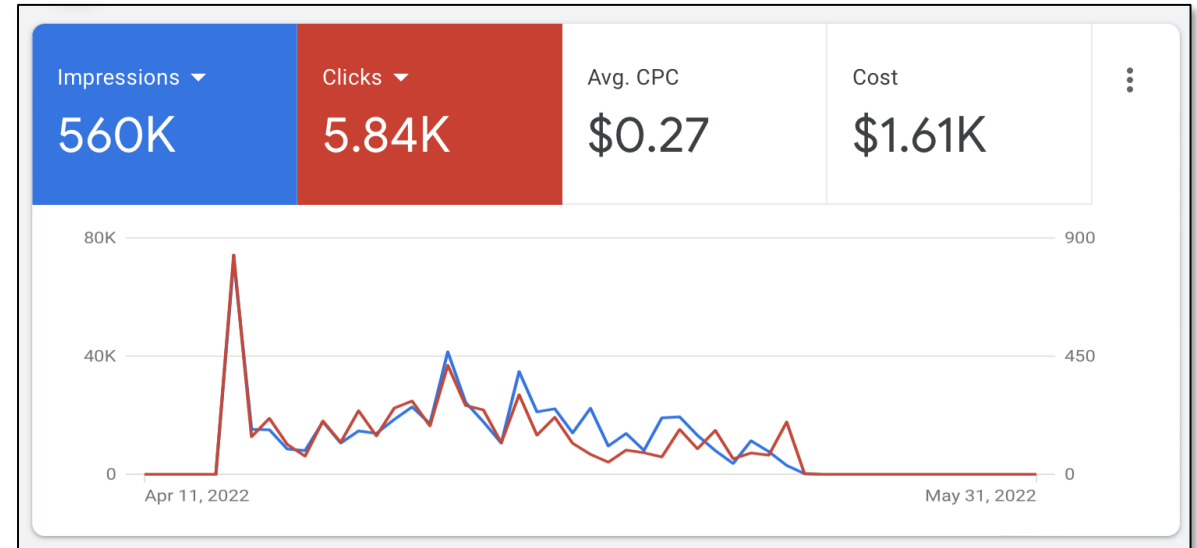 Impressions
560K
Clicks
5.84K
Avg. CPC
$0.27
Cost
$1.61K
80K
900
40K
450
0
0
Apr 11, 2022
May 31, 2022